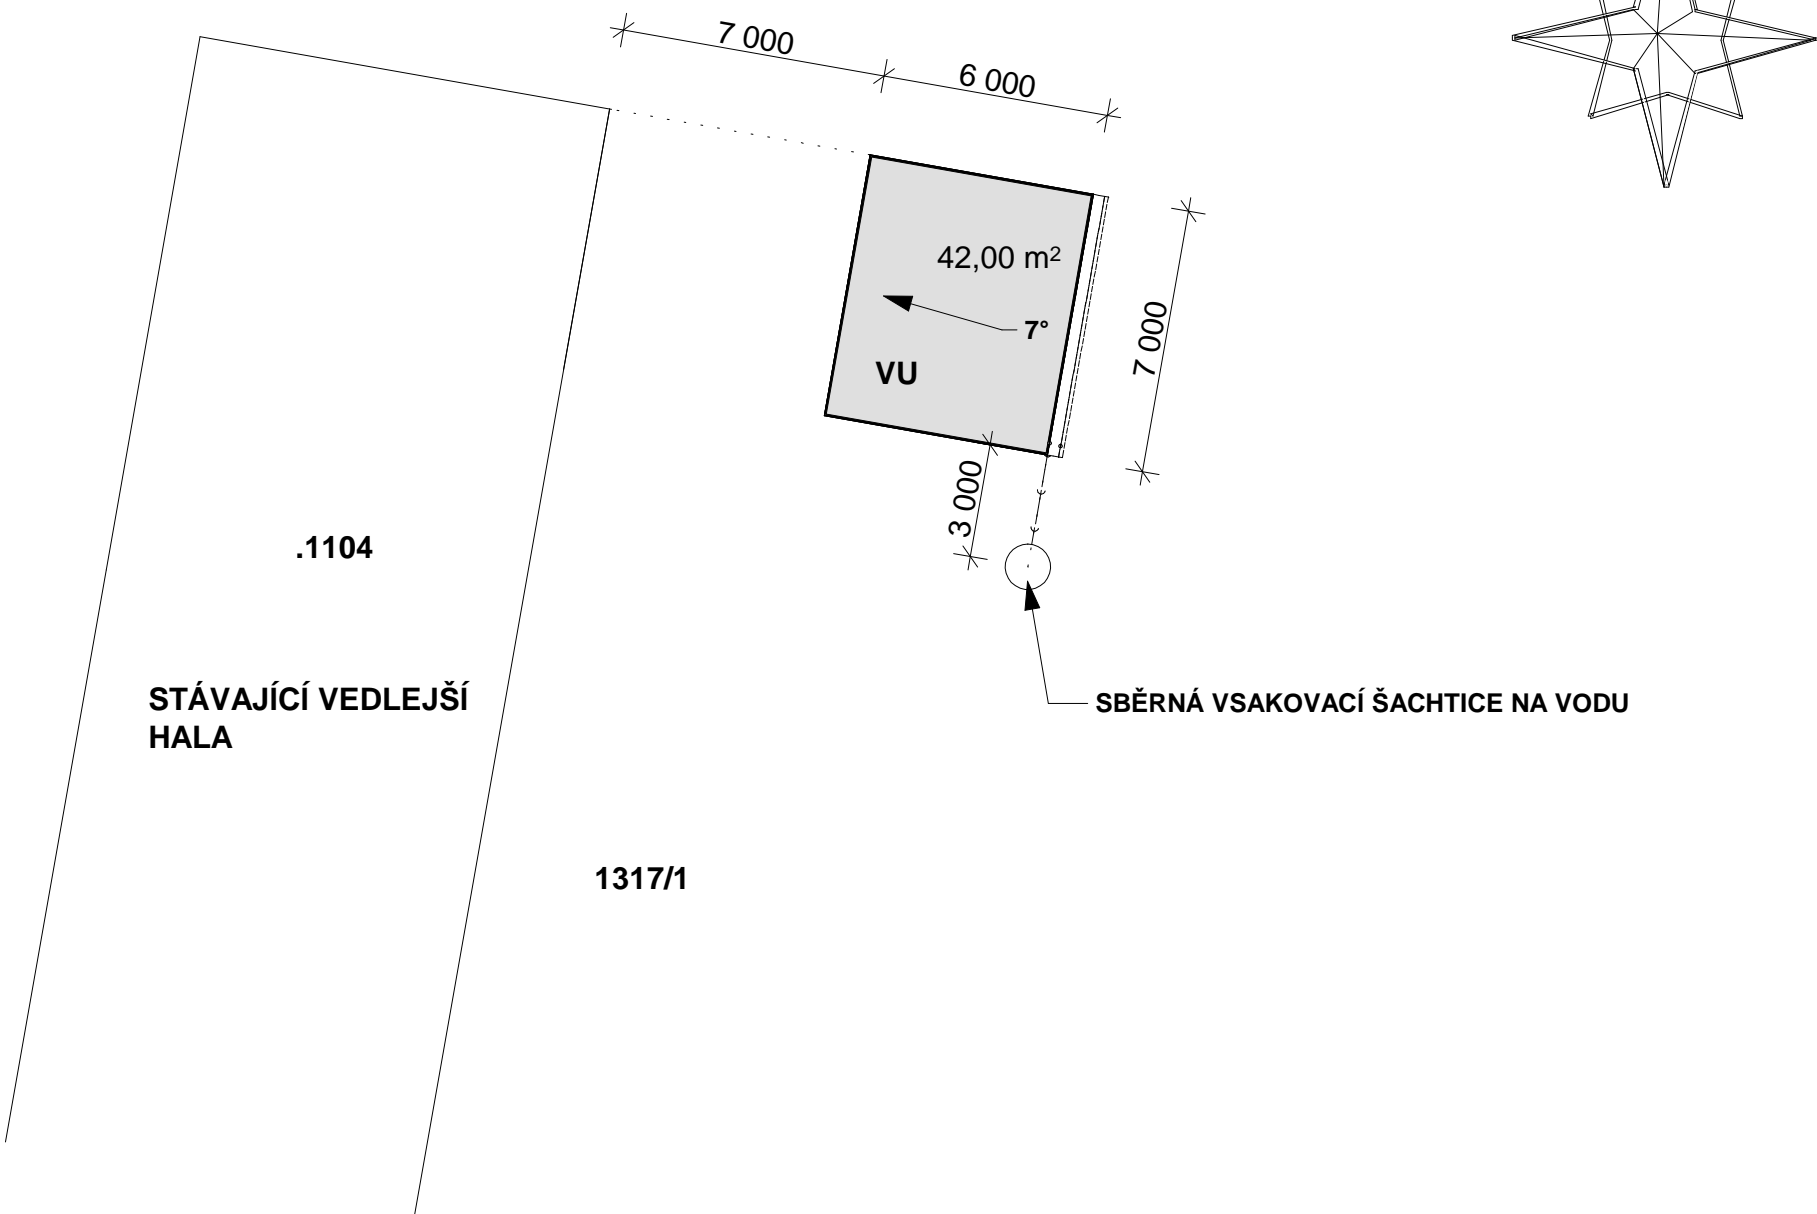 7 000
6 000
42,00 m²
7°
7 000
VU
3 000
.1104
STÁVAJÍCÍ VEDLEJŠÍ
HALA
SBĚRNÁ VSAKOVACÍ ŠACHTICE NA VODU
1317/1